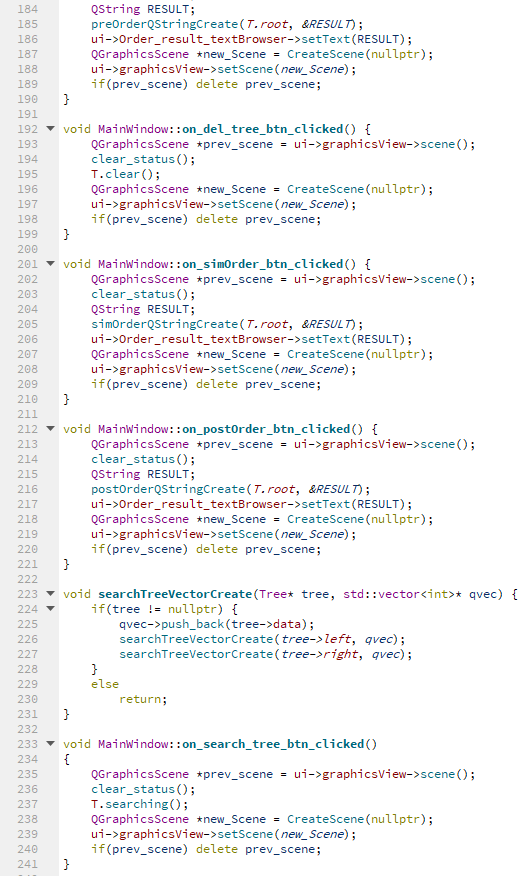 184 QString RESULT;
185 preOrderQStringCreate(T.root, &RESULT);
186 ui->Order_result_textBrowser->setText(RESULT);
187 QGraphicsScene *new_Scene = CreateScene(nullptr);
188 ui->graphicsView->setScene(new_Scene);
189 if(prev_scene) delete prev_scene;
190 }
191
192 void MainWindow::on_del_tree_btn_clicked() {
193 QGraphicsScene *prev_scene = ui->graphicsView->scene();
194 clear_status();
195 T.clear();
196 QGraphicsScene *new_Scene = CreateScene(nullptr);
197 ui->graphicsView->setScene(new_Scene);
198 if(prev_scene) delete prev_scene;
199 }
200
201 void MainWindow::on_simOrder_btn_clicked() {
202 QGraphicsScene *prev_scene = ui->graphicsView->scene();
203 clear_status();
204 QString RESULT;
205 simOrderQStringCreate(T.root, &RESULT);
206 ui->Order_result_textBrowser->setText(RESULT);
207 QGraphicsScene *new_Scene = CreateScene(nullptr);
208 ui->graphicsView->setScene(new_Scene);
209 if(prev_scene) delete prev_scene;
210 }
211
212 void MainWindow::on_postOrder_btn_clicked() {
213 QGraphicsScene *prev_scene = ui->graphicsView->scene();
214 clear_status();
215 QString RESULT;
216 postOrderQStringCreate(T.root, &RESULT);
217 ui->Order_result_textBrowser->setText(RESULT);
218 QGraphicsScene *new_Scene = CreateScene(nullptr);
219 ui->graphicsView->setScene(new_Scene);
220 if(prev_scene) delete prev_scene;
221 }
222
223 void searchTreeVectorCreate(Tree* tree, std::vector<int>* qvec) {
224 if(tree != nullptr) {
225 qvec->push_back(tree->data);
226 searchTreeVectorCreate(tree->left, qvec);
227 searchTreeVectorCreate(tree->right, qvec);
228 }
229 else
230 return;
231 }
232
233 void MainWindow::on_search_tree_btn_clicked()
234 {
235 QGraphicsScene *prev_scene = ui->graphicsView->scene();
236 clear_status();
237 T.searching();
238 QGraphicsScene *new_Scene = CreateScene(nullptr);
239 ui->graphicsView->setScene(new_Scene);
240 if(prev_scene) delete prev_scene;
241 }